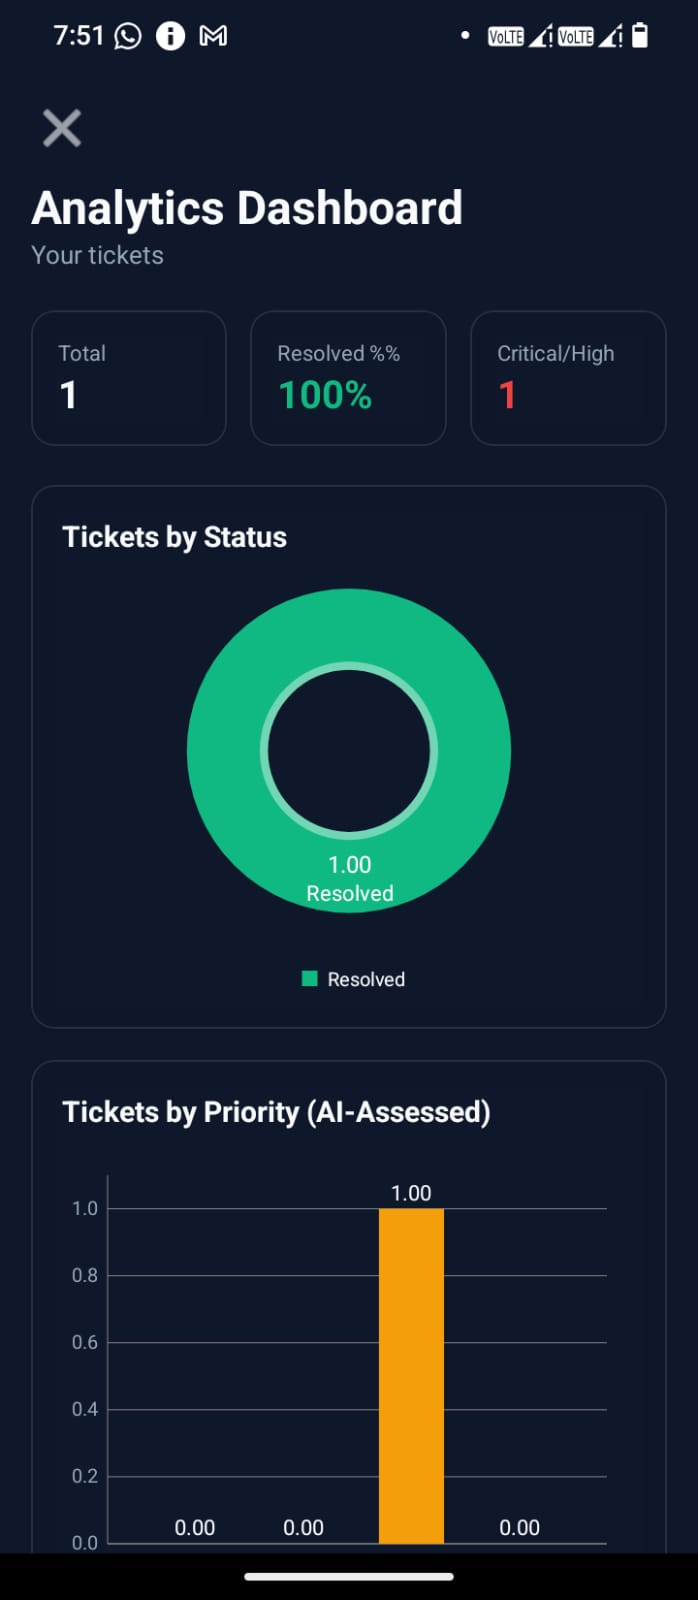 7:51
VoLTE VoLTE
Analytics Dashboard
Your tickets
Total
1
Resolved %%
100%
Critical/High
1
Tickets by Status
1.00
Resolved
Resolved
Tickets by Priority (AI-Assessed)
1.00
1.0
0.8
0.6
0.4
0.2
0.00 0.00 0.00
0.0